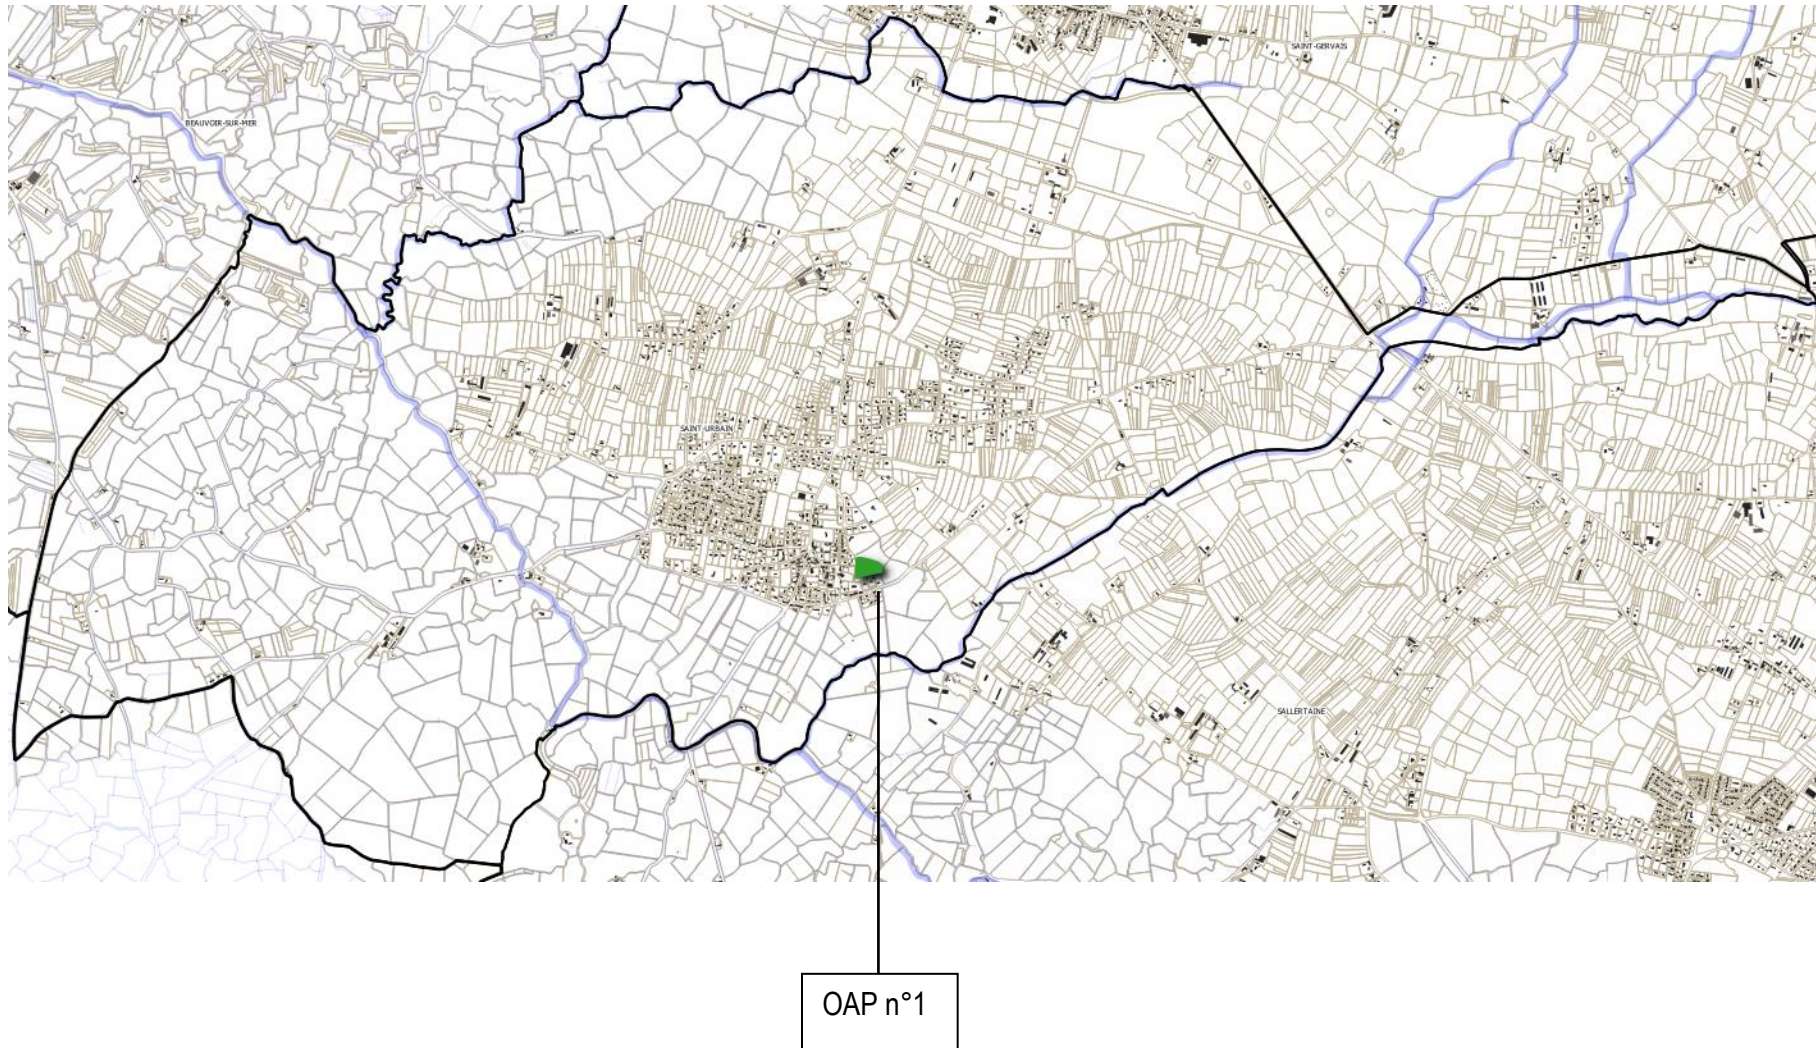 SAINT-GERVAIS
BEAUVOIR-SUR-MER
SAINT-URBAIN
SALLERTAINE
OAP n°1